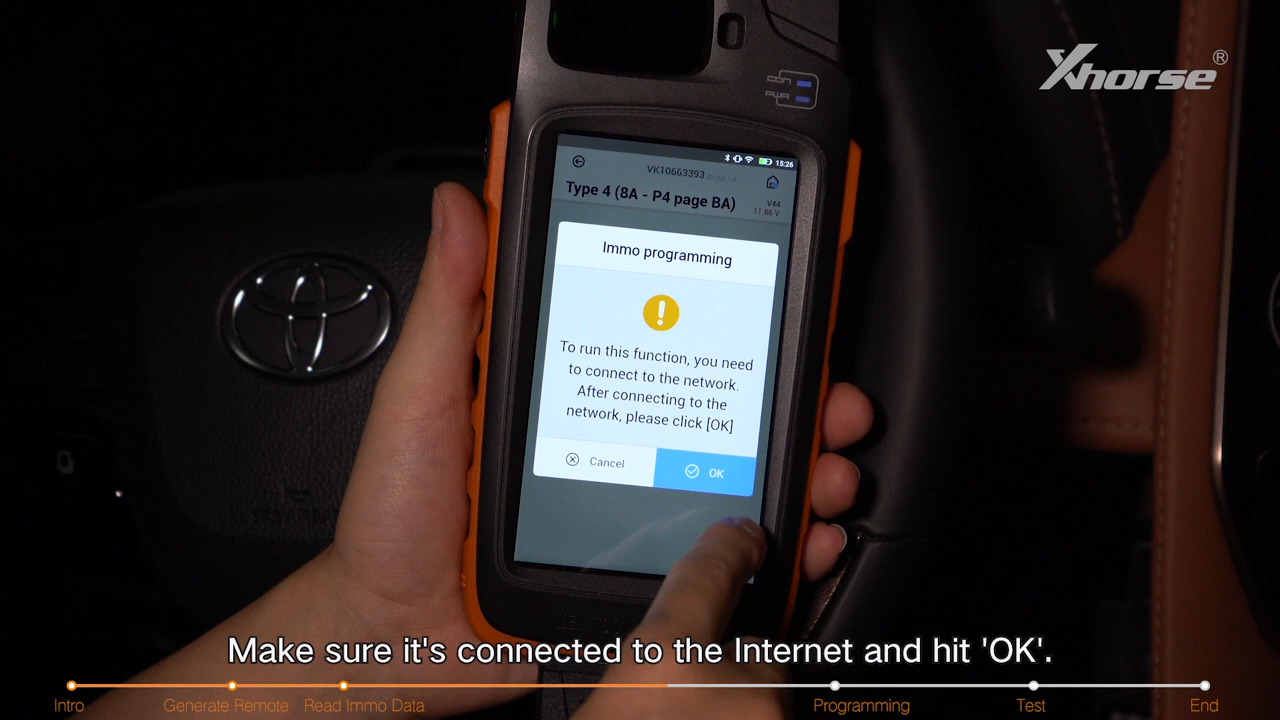 Xhorse®
CON
PWR
15:26
VK10663393
Type 4 (8A - P4 page BA)
V44
11.86 V
Immo programming
To run this function, you need
to connect to the network.
After connecting to the
network, please click [OK]
Cancel
OK
Make sure it's connected to the Internet and hit 'OK'.
Intro
Generate Remote
Read Immo Data
Programming
Test
End